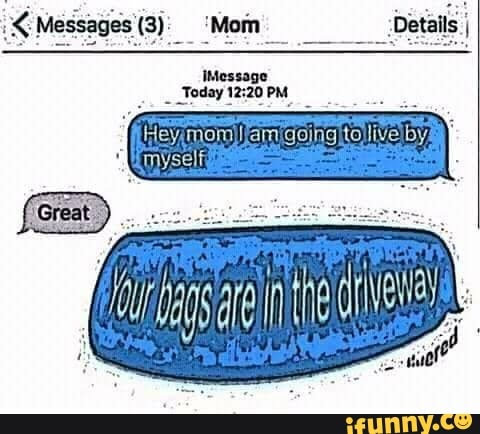 Messages (3) Mom Details
iMessage
Today 12:20 PM
Hey mom I am going to live by
myself
Great
Your bags are in the driveway
ifunny.co